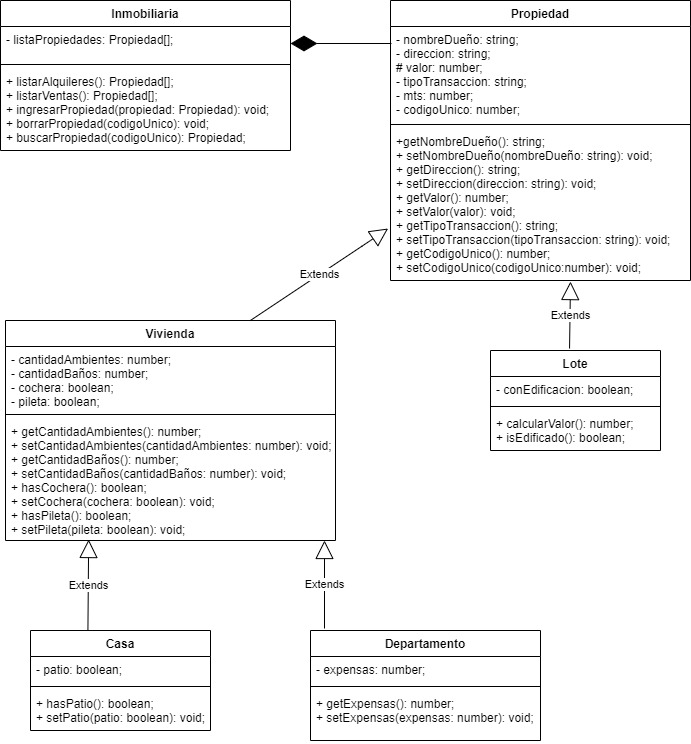 Inmobiliaria
- listaPropiedades: Propiedad[];
+ listarAlquileres(): Propiedad[];
+ listarVentas(): Propiedad[];
+ ingresarPropiedad(propiedad: Propiedad): void;
+ borrarPropiedad(codigoUnico): void;
+ buscarPropiedad(codigoUnico): Propiedad;
Propiedad
- nombreDueño: string;
- direccion: string;
# valor: number;
- tipoTransaccion: string;
- mts: number;
- codigoUnico: number;
+getNombreDueño(): string;
+ setNombreDueño(nombreDueño: string): void;
+ getDireccion(): string;
+ setDireccion(direccion: string): void;
+ getValor(): number;
+ setValor(valor): void;
+ getTipoTransaccion(): string;
+ setTipoTransaccion(tipoTransaccion: string): void;
+ getCodigoUnico(): number;
+ setCodigoUnico(codigoUnico:number): void;
Extends
Extends
Vivienda
- cantidadAmbientes: number;
- cantidadBaños: number;
- cochera: boolean;
- pileta: boolean;
+ getCantidadAmbientes(): number;
+ setCantidadAmbientes(cantidadAmbientes: number): void;
+ getCantidadBaños(): number;
+ setCantidadBaños(cantidadBaños: number): void;
+ hasCochera(): boolean;
+ setCochera(cochera: boolean): void;
+ hasPileta(): boolean;
+ setPileta(pileta: boolean): void;
Lote
- conEdificacion: boolean;
+ calcularValor(): number;
+ isEdificado(): boolean;
Extends
Extends
Casa
- patio: boolean;
+ hasPatio(): boolean;
+ setPatio(patio: boolean): void;
Departamento
- expensas: number;
+ getExpensas(): number;
+ setExpensas(expensas: number): void;